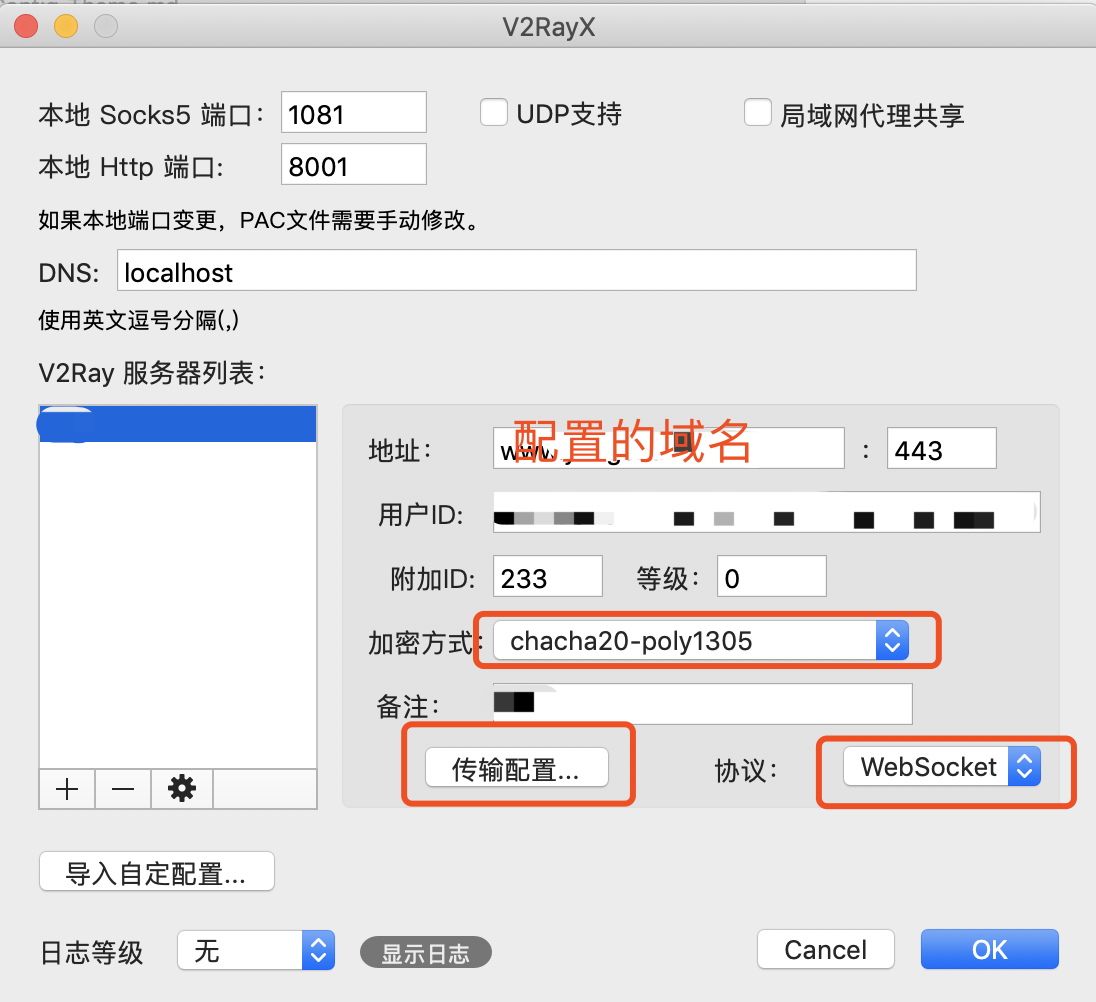 V2RayX
本地 Socks5 端口： 1081 UDP支持 局域网代理共享
本地 Http 端口: 8001
如果本地端口变更，PAC文件需要手动修改。
DNS: localhost
使用英文逗号分隔(,)
V2Ray 服务器列表：
配置的域名
地址： : 443
用户ID:
附加ID: 233 等级： 0
加密方式： chacha20-poly1305
备注：
传输配置... 协议： WebSocket
导入自定配置...
日志等级 无 显示日志 Cancel OK